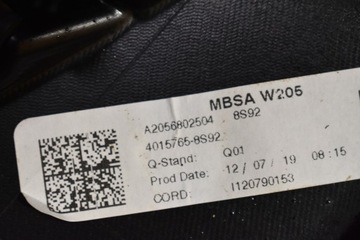 MBSA W205
A2056802504 8S92
4015765-8S92
Q-Stand: Q01
Prod Date: 12/07/19 08:15
CORD: I120790153